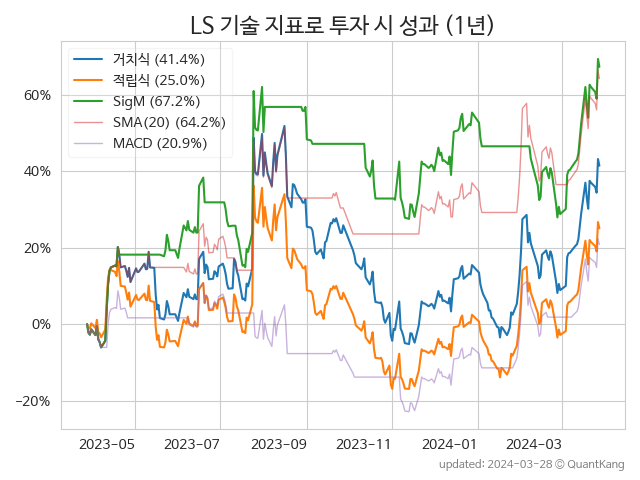 LS 기술 지표로 투자 시 성과 (1년)
거치식 (41.4%)
적립식 (25.0%)
SigM (67.2%)
SMA(20) (64.2%)
MACD (20.9%)
60%
40%
20%
0%
−20%
2023-05 2023-07 2023-09 2023-11 2024-01 2024-03
updated: 2024-03-28 © QuantKang